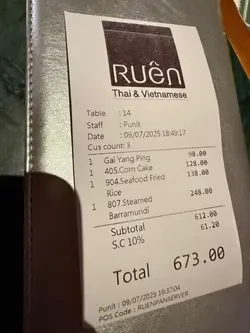 RUÊN
Thai & Vietnamese
Table : 14
Staff : Punit
Date : 09/07/2025 18:49:17
Cus count: 3
1 Gai Yang Ping 98.00
1 405.Corn Cake 128.00
1 904.Seafood Fried 138.00
Rice
1 807.Steamed 248.00
Barramundi
Subtotal 612.00
S.C 10% 61.20
Total 673.00
Punit : 09/07/2025 19:37:04
POS Code : RUENPANSERVER